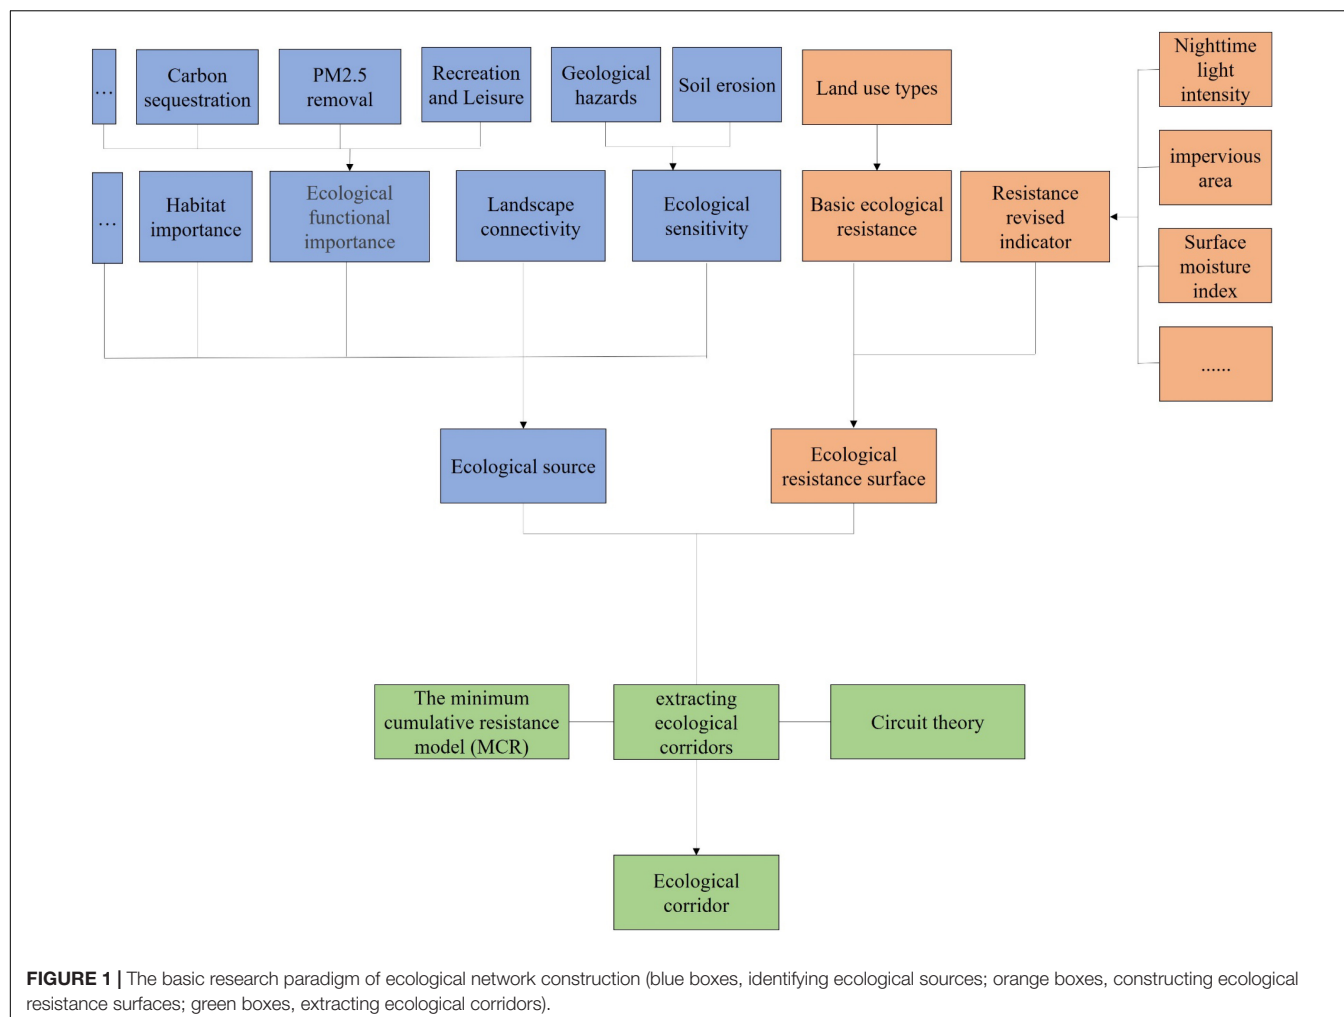 ...
Carbon
sequestration
PM2.5
removal
Recreation
and Leisure
Geological
hazards
Soil erosion
Land use types
Nighttime
light
intensity
...
Habitat
importance
Ecological
functional
importance
Landscape
connectivity
Ecological
sensitivity
Basic ecological
resistance
Resistance
revised
indicator
impervious
area
Surface
moisture
index
......
Ecological source
Ecological
resistance surface
The minimum
cumulative resistance
model (MCR)
extracting
ecological
corridors
Circuit theory
Ecological
corridor
FIGURE 1 | The basic research paradigm of ecological network construction (blue boxes, identifying ecological sources; orange boxes, constructing ecological
resistance surfaces; green boxes, extracting ecological corridors).